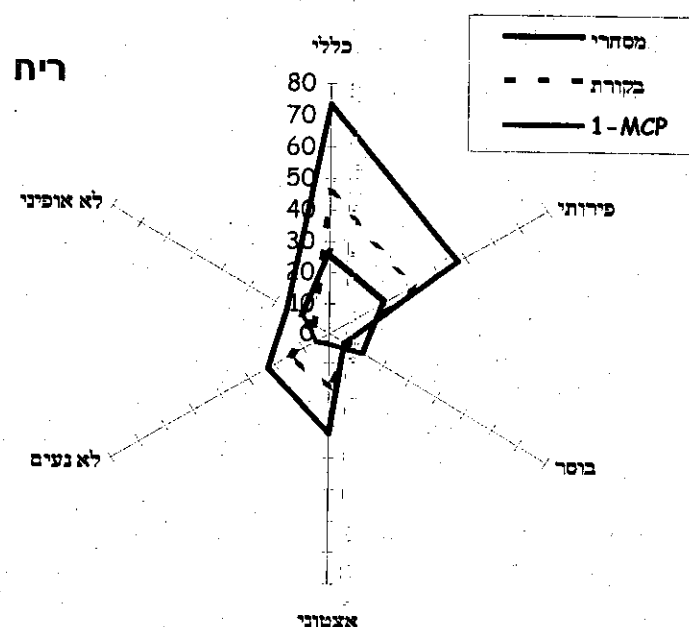 ריח
כללי
מסחרי
בקורת
1-MCP
80
70
60
50
40
30
20
10
0
פירותי
בוסר
אצטוני
לא נעים
לא אופיני